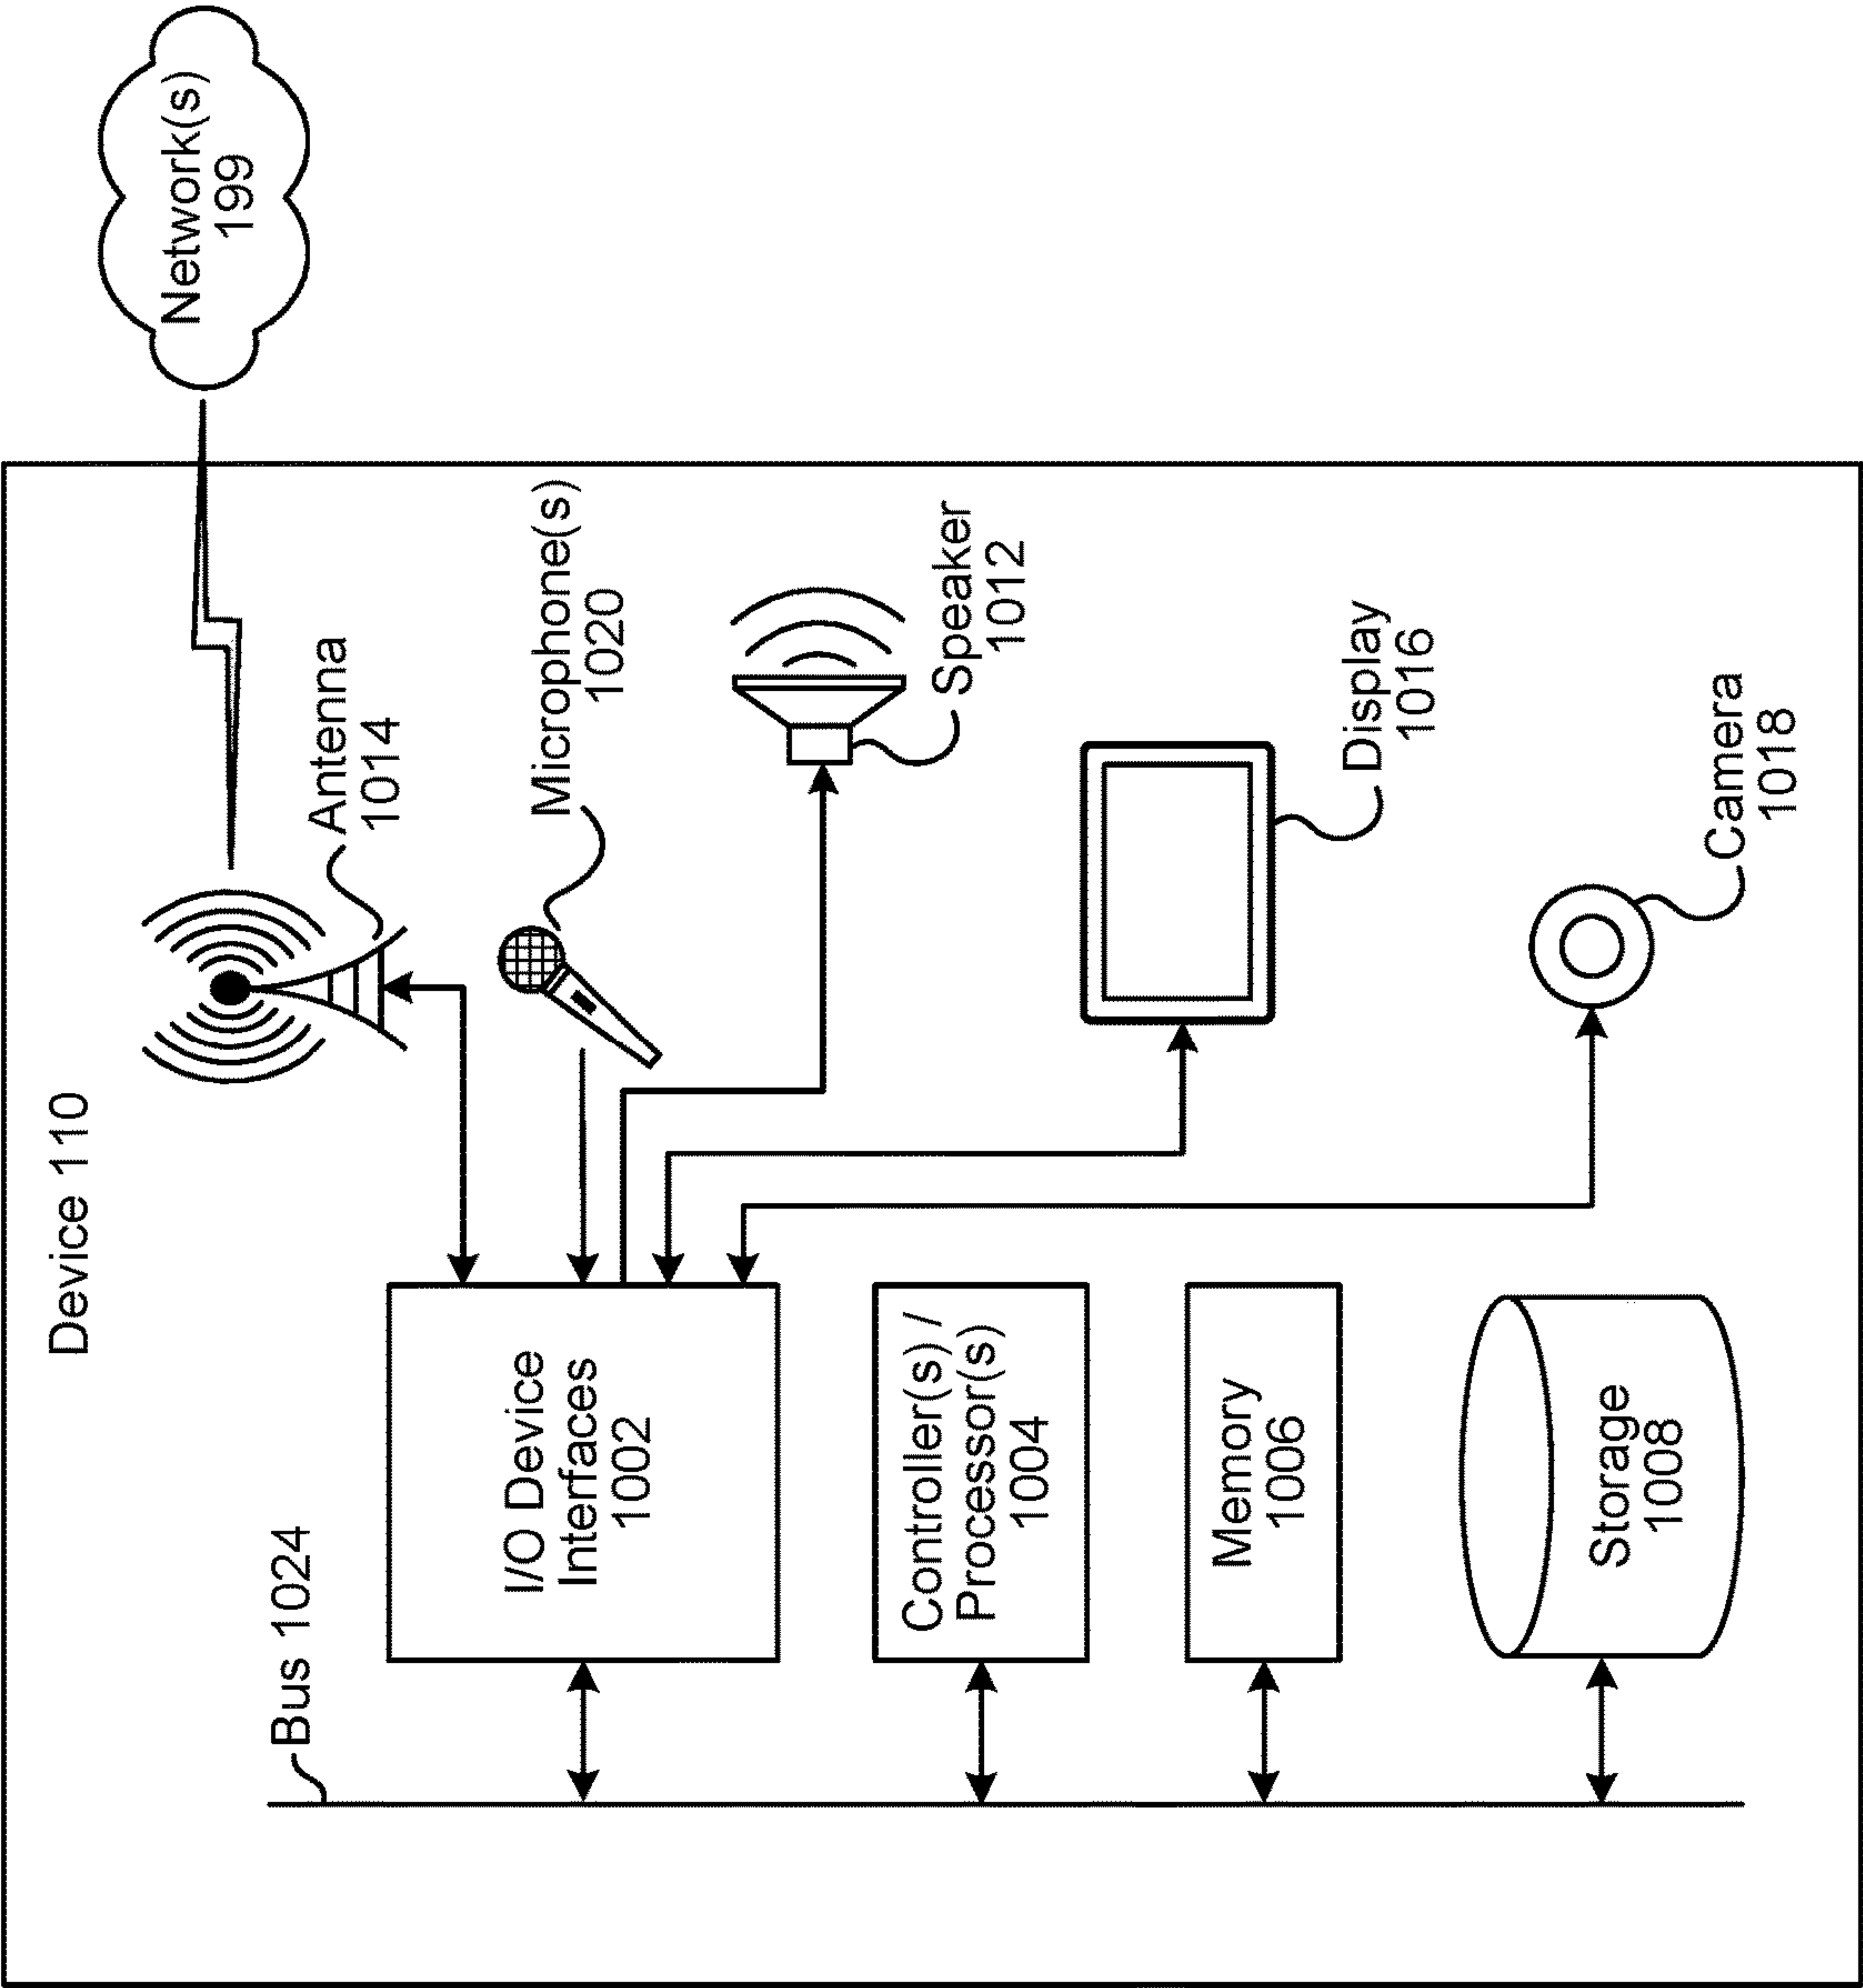 Device 110
Network(s)
199
Bus 1024
Antenna
1014
I/O Device
Interfaces
1002
Microphone(s)
1020
Speaker
1012
Controller(s) /
Processor(s)
1004
Memory
1006
Display
1016
Storage
1008
Camera
1018